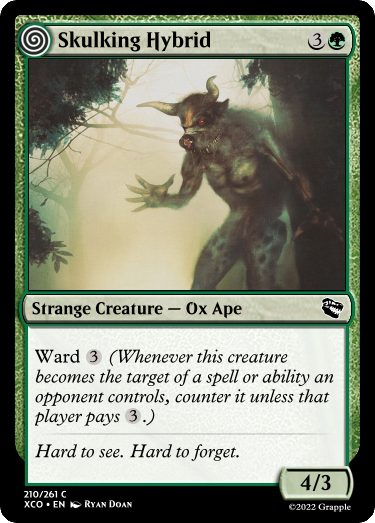 Skulking Hybrid 3
Strange Creature — Ox Ape
Ward 3 (Whenever this creature
becomes the target of a spell or ability an
opponent controls, counter it unless that
player pays 3.)
Hard to see. Hard to forget.
4/3
210/261 C
XCO • EN Ryan Doan
©2022 Grapple